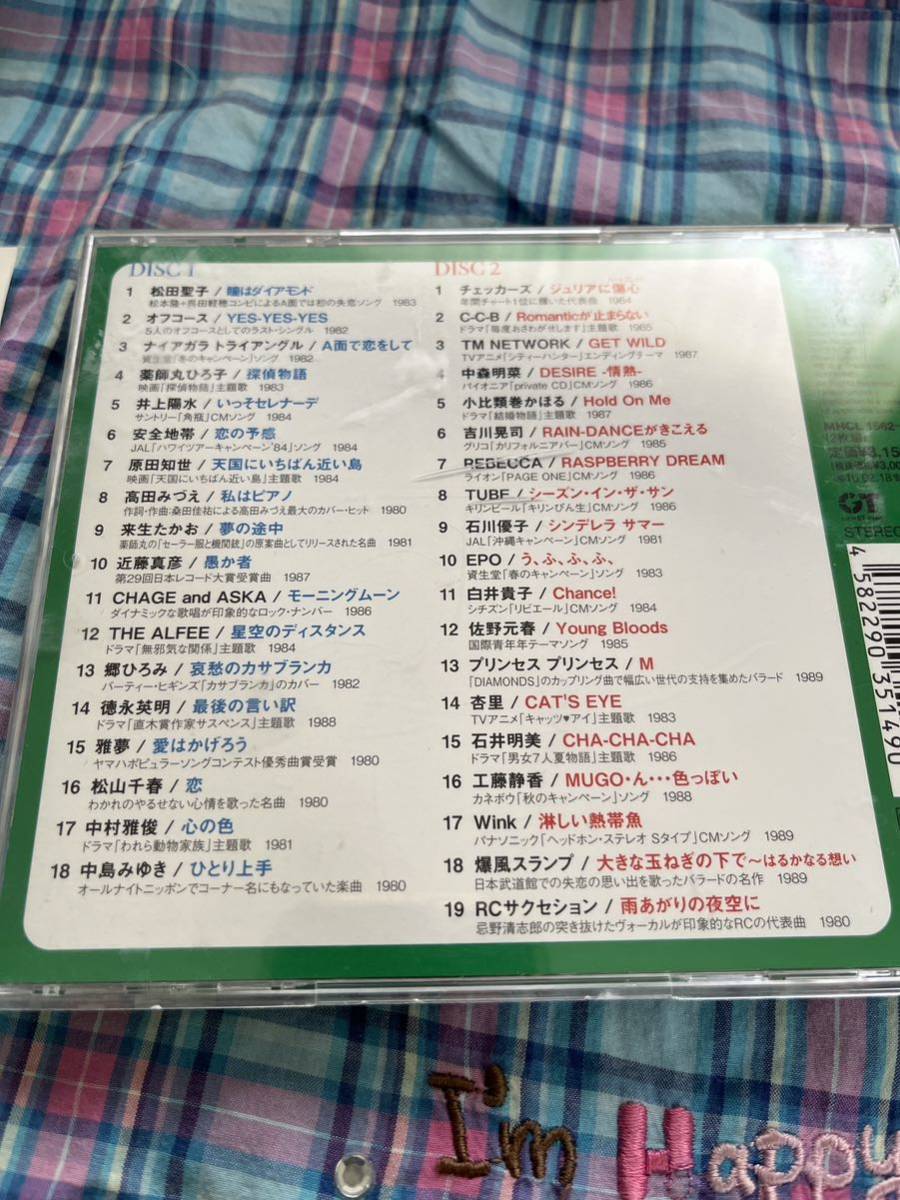 DISC 1
1 松田聖子 / 瞳はダイアモンド
松本隆+呉田軽穂コンビによるA面では初の失恋ソング 1983
2 オフコース / YES-YES-YES
5人のオフコースとしてのラスト・シングル 1982
3 ナイアガラ トライアングル / A面で恋をして
資生堂「冬のキャンペーン」ソング 1982
4 薬師丸ひろ子 / 探偵物語
映画「探偵物語」主題歌 1983
5 井上陽水 / いっそセレナーデ
サントリー「角瓶」CMソング 1984
6 安全地帯 / 恋の予感
JAL「ハワイツアーキャンペーン'84」ソング 1984
7 原田知世 / 天国にいちばん近い島
映画「天国にいちばん近い島」主題歌 1984
8 高田みづえ / 私はピアノ
作詞・作曲:桑田佳祐による高田みづえ最大のカバー・ヒット 1980
9 来生たかお / 夢の途中
薬師丸の「セーラー服と機関銃」の原案曲としてリリースされた名曲 1981
10 近藤真彦 / 愚か者
第29回日本レコード大賞受賞曲 1987
11 CHAGE and ASKA / モーニングムーン
ダイナミックな歌唱が印象的なロック・ナンバー 1986
12 THE ALFEE / 星空のディスタンス
ドラマ「無邪気な関係」主題歌 1984
13 郷ひろみ / 哀愁のカサブランカ
バーティー・ヒギンズ「カサブランカ」のカバー 1982
14 徳永英明 / 最後の言い訳
ドラマ「直木賞作家サスペンス」主題歌 1988
15 雅夢 / 愛はかげろう
ヤマハポピュラーソングコンテスト優秀曲賞受賞 1980
16 松山千春 / 恋
わかれのやるせない心情を歌った名曲 1980
17 中村雅俊 / 心の色
ドラマ「われら動物家族」主題歌 1981
18 中島みゆき / ひとり上手
オールナイトニッポンでコーナー名にもなっていた楽曲 1980
DISC 2
1 チェッカーズ / ジュリアに傷心
年間チャート1位に輝いた代表曲 1984
2 C-C-B / Romanticが止まらない
ドラマ「毎度おさわがせします」主題歌 1985
3 TM NETWORK / GET WILD
TVアニメ「シティーハンター」エンディングテーマ 1987
4 中森明菜 / DESIRE -情熱-
パイオニア「private CD」CMソング 1986
5 小比類巻かほる / Hold On Me
ドラマ「結婚物語」主題歌 1987
6 吉川晃司 / RAIN-DANCEがきこえる
グリコ「カリフォルニアバー」CMソング 1985
7 REBECCA / RASPBERRY DREAM
ライオン「PAGE ONE」CMソング 1986
8 TUBE / シーズン・イン・ザ・サン
キリンビール「キリンびん生」CMソング 1986
9 石川優子 / シンデレラ サマー
JAL「沖縄キャンペーン」ソング 1981
10 EPO / う、ふ、ふ、ふ、
資生堂「春のキャンペーン」ソング 1983
11 白井貴子 / Chance!
シチズン「リビエール」CMソング 1984
12 佐野元春 / Young Bloods
国際青年年テーマソング 1985
13 プリンセス プリンセス / M
「DIAMONDS」のカップリング曲で幅広い世代の支持を集めたバラード 1989
14 杏里 / CAT'S EYE
TVアニメ「キャッツ♥アイ」主題歌 1983
15 石井明美 / CHA-CHA-CHA
ドラマ「男女7人夏物語」主題歌 1986
16 工藤静香 / MUGO・ん…色っぽい
カネボウ「秋のキャンペーン」ソング 1988
17 Wink / 淋しい熱帯魚
パナソニック「ヘッドホン・ステレオ Sタイプ」CMソング 1989
18 爆風スランプ / 大きな玉ねぎの下で〜はるかなる想い
日本武道館での失恋の思い出を歌ったバラードの名作 1989
19 RCサクセション / 雨あがりの夜空に
忌野清志郎の突き抜けたヴォーカルが印象的なRCの代表曲 1980
MHCL 1562-
(2枚組)
定価¥3,15
GT
STEREO
4 582290 351490
I'm Happy